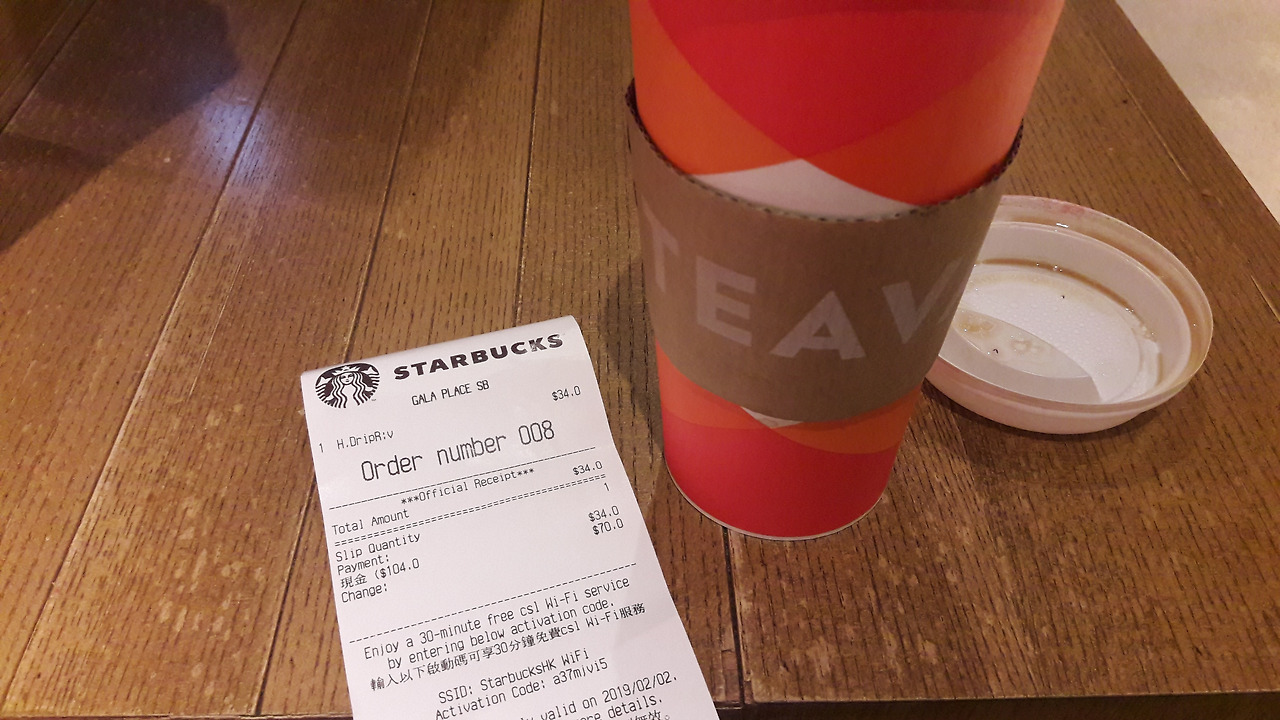 STARBUCKS
GALA PLACE SB
1 H.DripR:v $34.0
Order number 008
***Official Receipt***
Total Amount $34.0
Slip Quantity 1
Payment:
現金 ($104.0 $34.0
Change: $70.0
Enjoy a 30-minute free csl Wi-Fi service
by entering below activation code.
輸入以下啟動碼可享30分鐘免費csl Wi-Fi服務
SSID: StarbucksHK WiFi
Activation Code: a37mjvi5
valid on 2019/02/02.
details.
TEAV